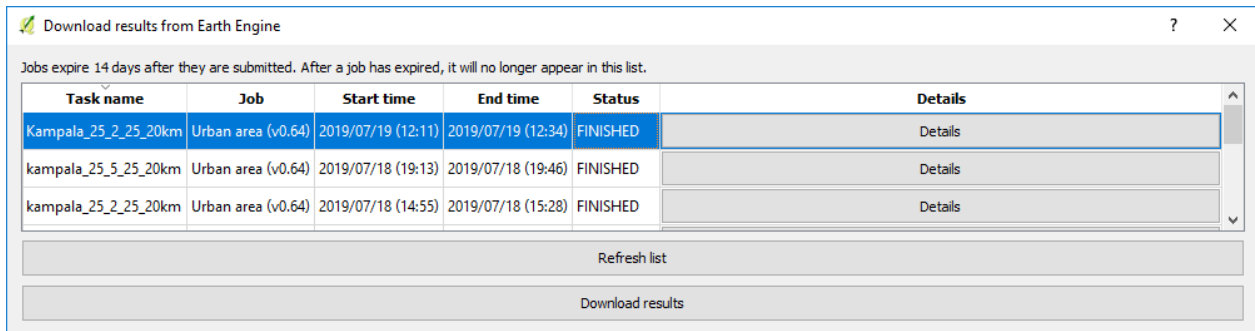 Download results from Earth Engine
Jobs expire 14 days after they are submitted. After a job has expired, it will no longer appear in this list.
Task name Job Start time End time Status Details
Kampala_25_2_25_20km Urban area (v0.64) 2019/07/19 (12:11) 2019/07/19 (12:34) FINISHED Details
kampala_25_5_25_20km Urban area (v0.64) 2019/07/18 (19:13) 2019/07/18 (19:46) FINISHED Details
kampala_25_2_25_20km Urban area (v0.64) 2019/07/18 (14:55) 2019/07/18 (15:28) FINISHED Details
Refresh list
Download results